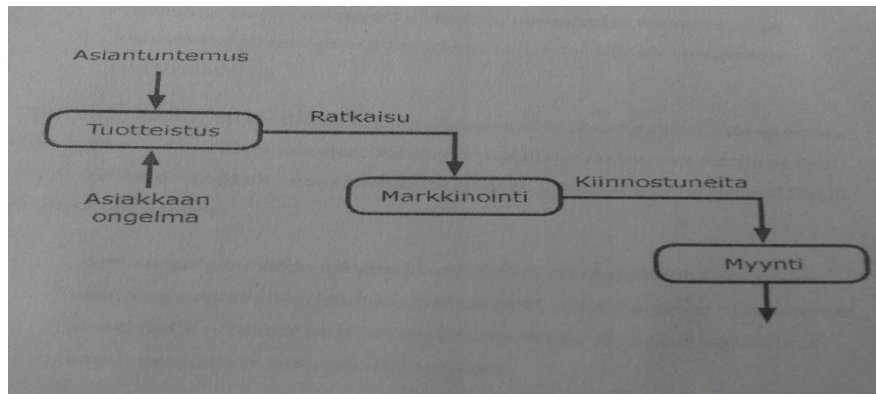 Asiantuntemus
Tuotteistus
Ratkaisu
Asiakkaan
ongelma
Markkinointi
Kiinnostuneita
Myynti